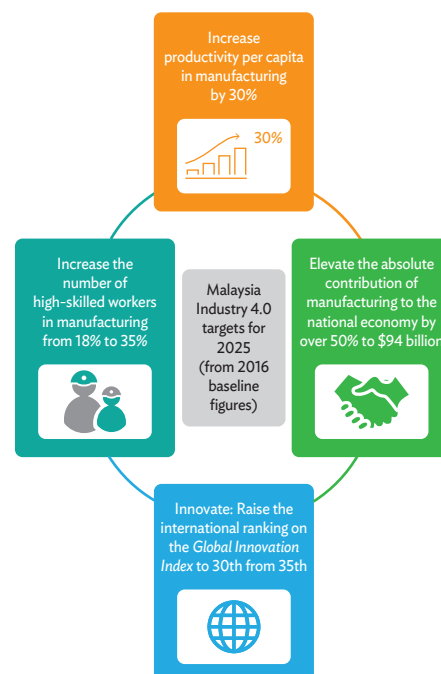 Increase
productivity per capita
in manufacturing
by 30%
30%
Increase the
number of
high-skilled workers
in manufacturing
from 18% to 35%
Malaysia
Industry 4.0
targets for
2025
(from 2016
baseline
figures)
Elevate the absolute
contribution of
manufacturing to the
national economy by
over 50% to $94 billion
Innovate: Raise the
international ranking on
the Global Innovation
Index to 30th from 35th